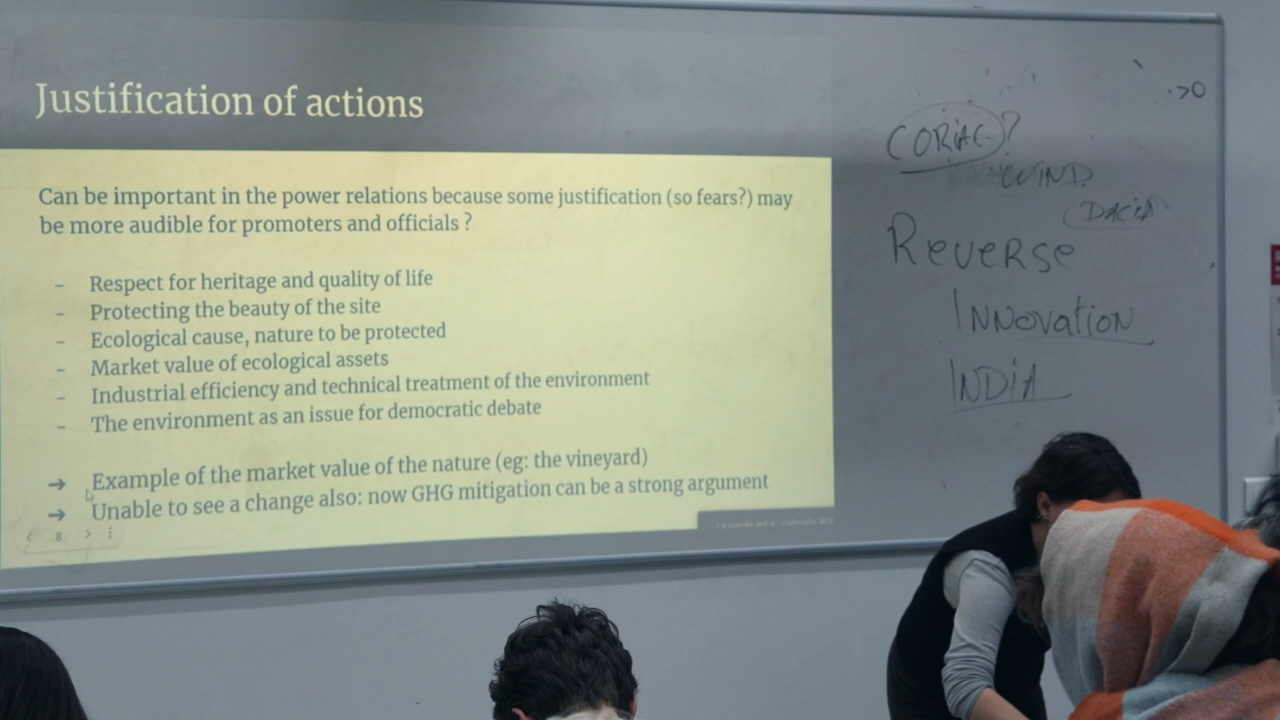 Justification of actions
Can be important in the power relations because some justification (so fears?) may
be more audible for promoters and officials ?
- Respect for heritage and quality of life
- Protecting the beauty of the site
- Ecological cause, nature to be protected
- Market value of ecological assets
- Industrial efficiency and technical treatment of the environment
- The environment as an issue for democratic debate
→ Example of the market value of the nature (eg: the vineyard)
→ Unable to see a change also: now GHG mitigation can be a strong argument
8
>0
WIND
DACIA
Reverse
INNovatioN
INDIA